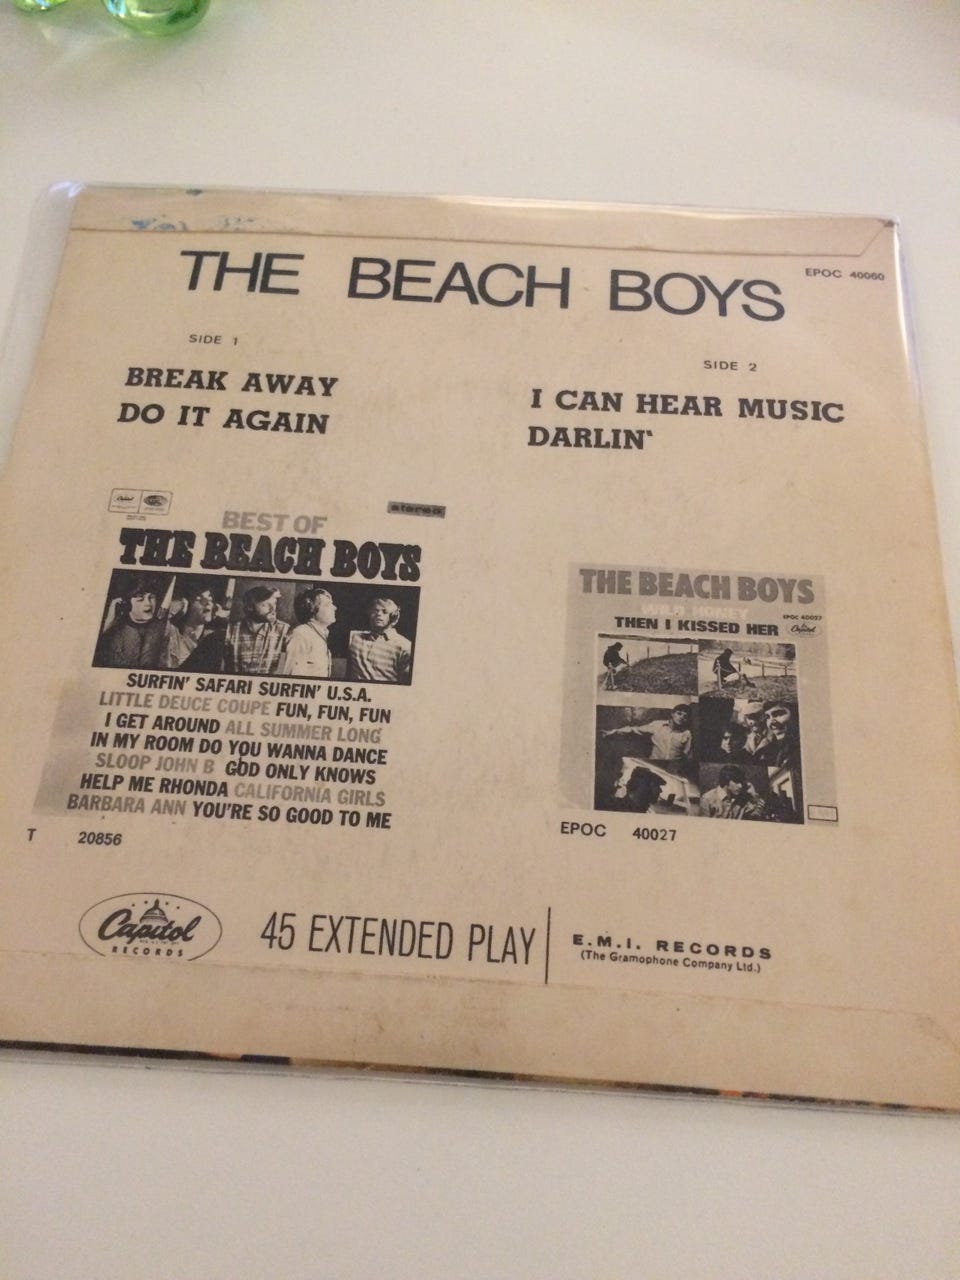 THE BEACH BOYS
EPOC 40060
SIDE 1
BREAK AWAY
DO IT AGAIN
SIDE 2
I CAN HEAR MUSIC
DARLIN'
Capitol
stereo
BEST OF
THE BEACH BOYS
SURFIN' SAFARI SURFIN' U.S.A.
LITTLE DEUCE COUPE FUN, FUN, FUN
I GET AROUND ALL SUMMER LONG
IN MY ROOM DO YOU WANNA DANCE
SLOOP JOHN B GOD ONLY KNOWS
HELP ME RHONDA CALIFORNIA GIRLS
BARBARA ANN YOU'RE SO GOOD TO ME
T 20856
THE BEACH BOYS
WILD HONEY
EPOC 40027
THEN I KISSED HER
Capitol
EPOC 40027
Capitol
RECORDS
45 EXTENDED PLAY
E.M.I. RECORDS
(The Gramophone Company Ltd.)